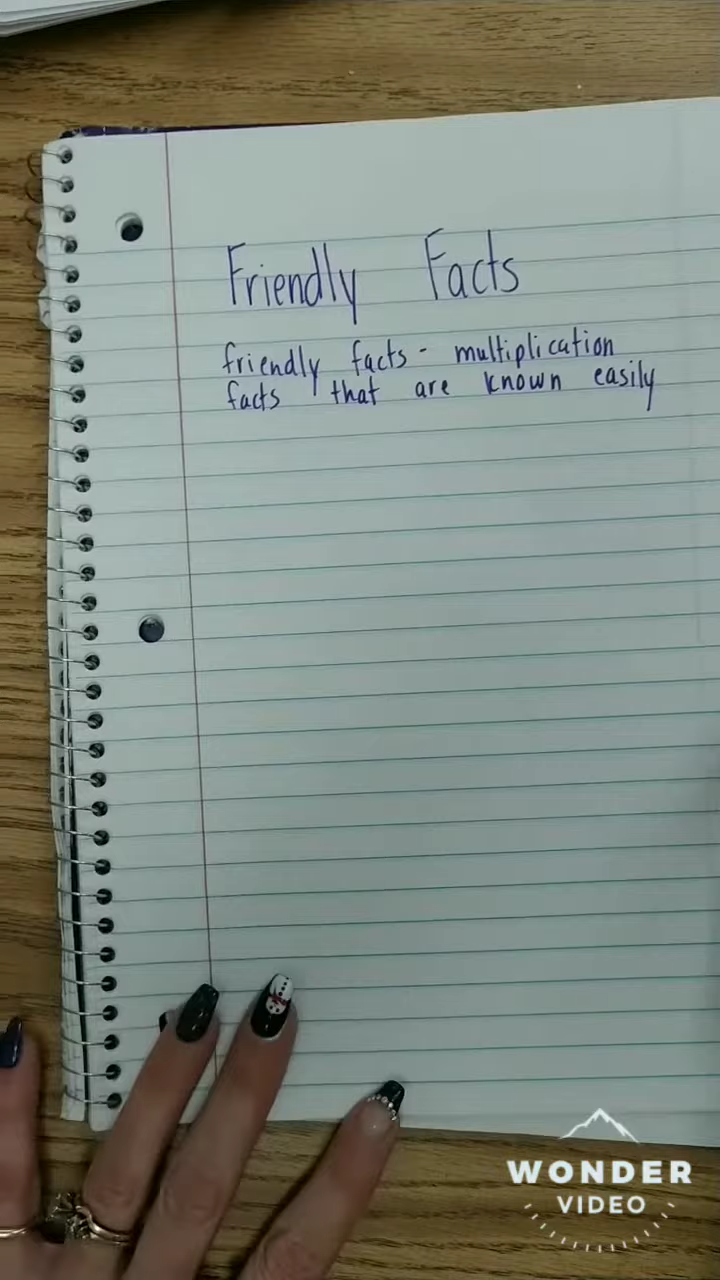 Friendly Facts
friendly facts - multiplication
facts that are known easily
WONDER
VIDEO